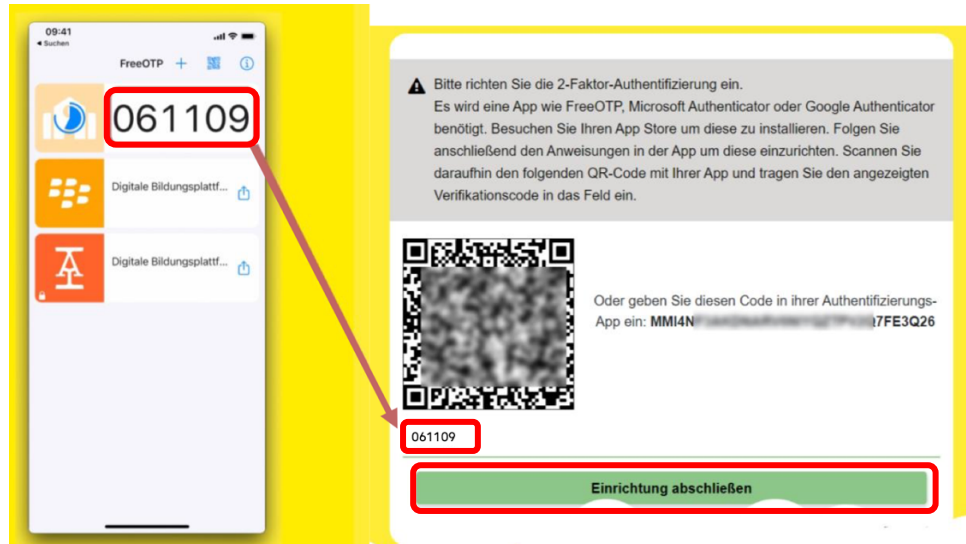 09:41
Suchen
FreeOTP
061109
Digitale Bildungsplattf...
Digitale Bildungsplattf...
Bitte richten Sie die 2-Faktor-Authentifizierung ein.
Es wird eine App wie FreeOTP, Microsoft Authenticator oder Google Authenticator
benötigt. Besuchen Sie Ihren App Store um diese zu installieren. Folgen Sie
anschließend den Anweisungen in der App um diese einzurichten. Scannen Sie
daraufhin den folgenden QR-Code mit Ihrer App und tragen Sie den angezeigten
Verifikationscode in das Feld ein.
Oder geben Sie diesen Code in ihrer Authentifizierungs-
App ein: MMI4N 7FE3Q26
061109
Einrichtung abschließen